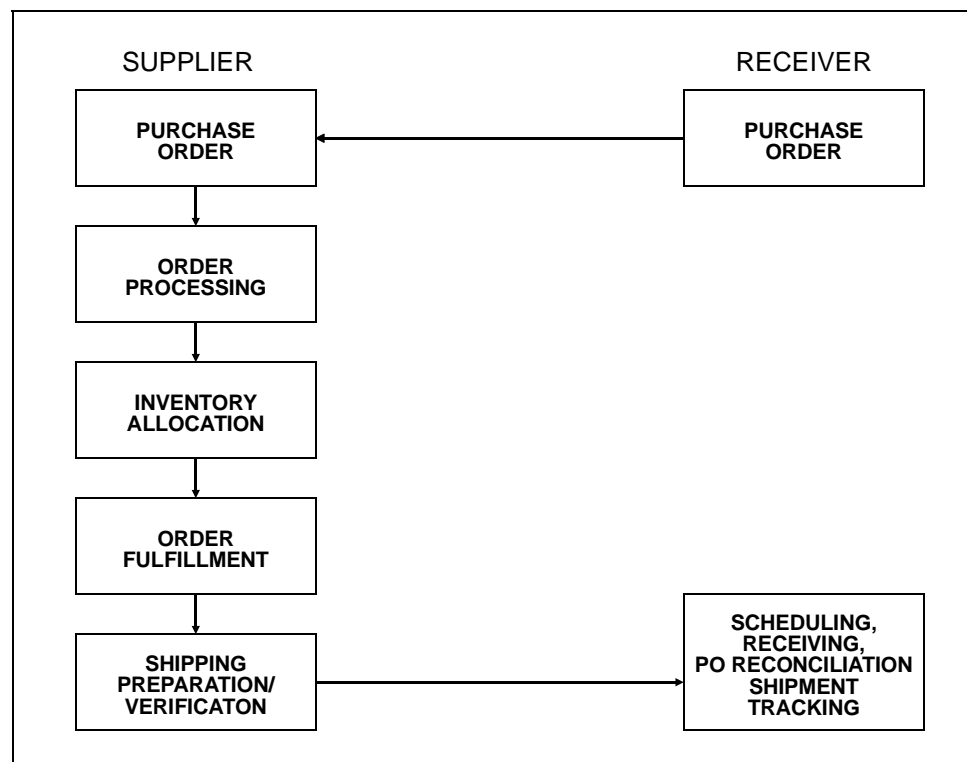 SUPPLIER
RECEIVER
PURCHASE
ORDER
PURCHASE
ORDER
ORDER
PROCESSING
INVENTORY
ALLOCATION
ORDER
FULFILLMENT
SHIPPING
PREPARATION/
VERIFICATON
SCHEDULING,
RECEIVING,
PO RECONCILIATION
SHIPMENT
TRACKING